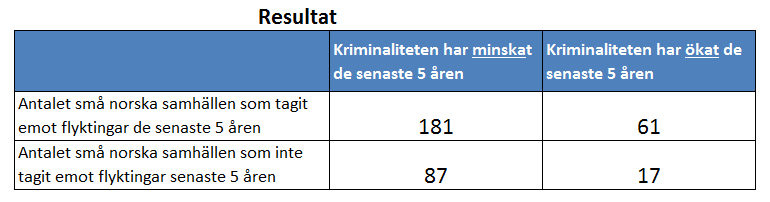 Resultat
Kriminaliteten har minskat
de senaste 5 åren
Kriminaliteten har ökat de
senaste 5 åren
Antalet små norska samhällen som tagit
emot flyktingar de senaste 5 åren
181
61
Antalet små norska samhällen som inte
tagit emot flyktingar senaste 5 åren
87
17